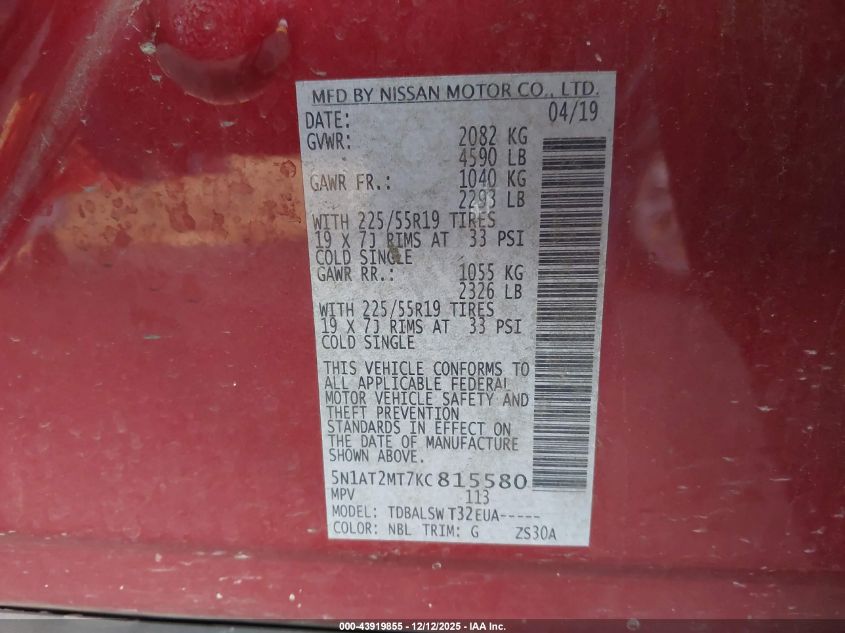 MFD BY NISSAN MOTOR CO., LTD.
DATE: 04/19
GVWR: 2082 KG
4590 LB
GAWR FR.: 1040 KG
2293 LB
WITH 225/55R19 TIRES
19 X 7J RIMS AT 33 PSI
COLD SINGLE
GAWR RR.: 1055 KG
2326 LB
WITH 225/55R19 TIRES
19 X 7J RIMS AT 33 PSI
COLD SINGLE
THIS VEHICLE CONFORMS TO
ALL APPLICABLE FEDERAL
MOTOR VEHICLE SAFETY AND
THEFT PREVENTION
STANDARDS IN EFFECT ON
THE DATE OF MANUFACTURE
SHOWN ABOVE.
5N1AT2MT7KC815580
MPV 113
MODEL: TDBALSW T32EUA-----
COLOR: NBL TRIM: G ZS30A
000-43919855 - 12/12/2025 - IAA Inc.